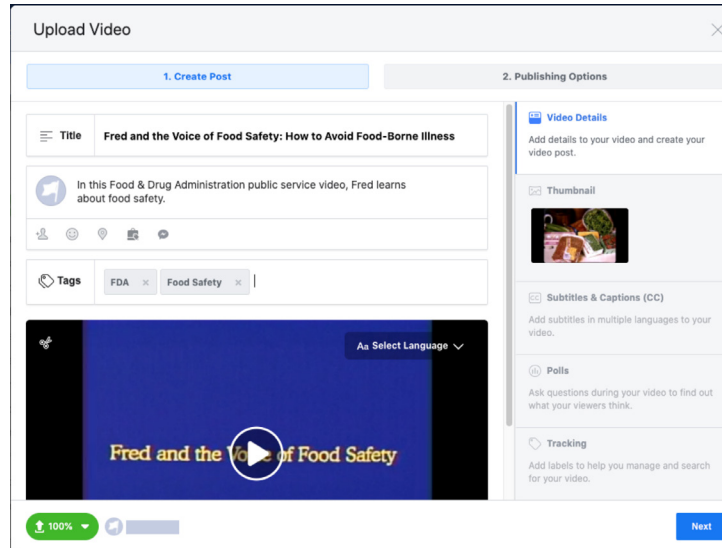 Upload Video
1. Create Post
2. Publishing Options
Title
Fred and the Voice of Food Safety: How to Avoid Food-Borne Illness
In this Food & Drug Administration public service video, Fred learns
about food safety.
Tags
FDA
Food Safety
Aa Select Language
Fred and the Voice of Food Safety
Video Details
Add details to your video and create your
video post.
Thumbnail
CC Subtitles & Captions (CC)
Add subtitles in multiple languages to your
video.
Polls
Ask questions during your video to find out
what your viewers think.
Tracking
Add labels to help you manage and search
for your video.
100%
Next